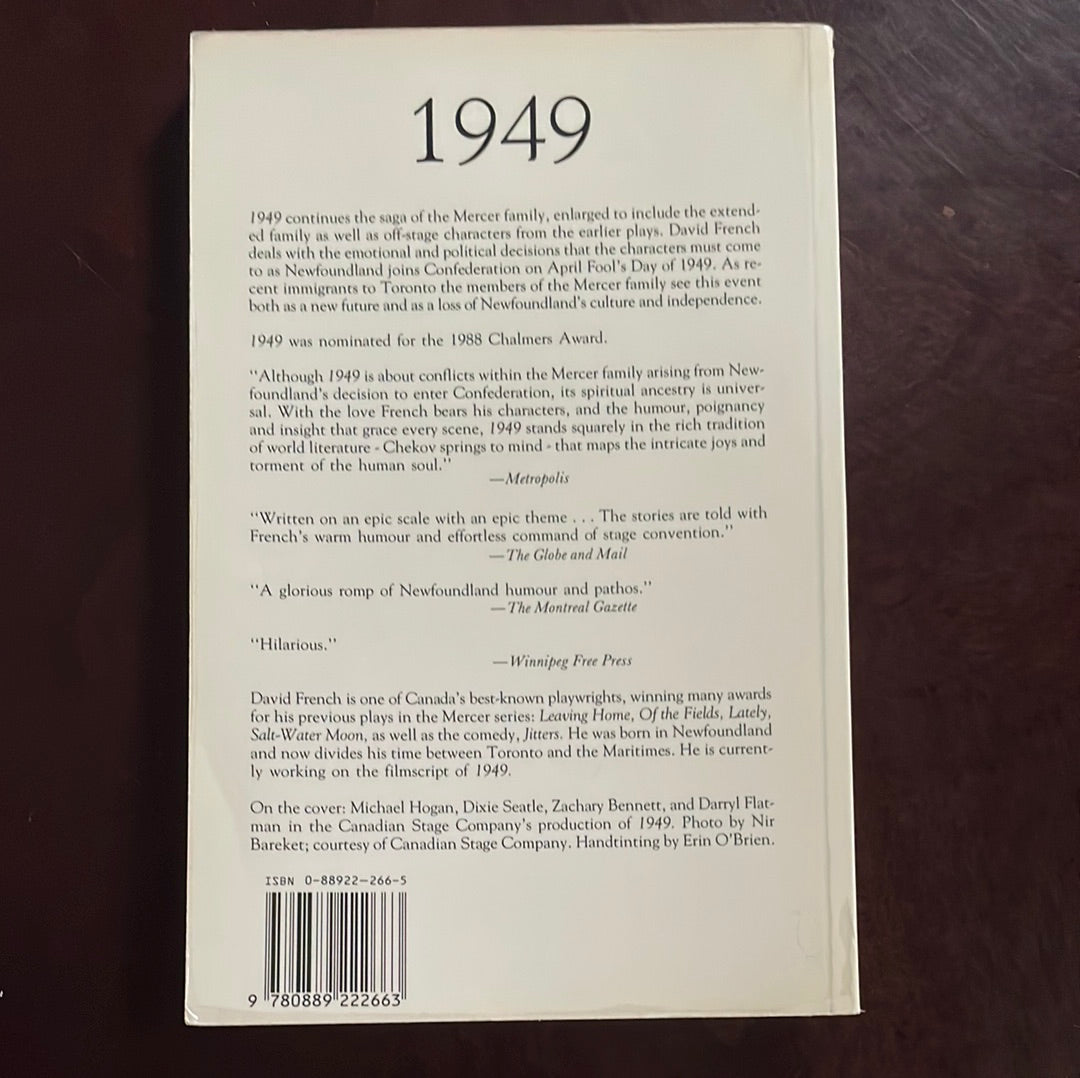 1949
1949 continues the saga of the Mercer family, enlarged to include the extend-
ed family as well as off-stage characters from the earlier plays. David French
deals with the emotional and political decisions that the characters must come
to as Newfoundland joins Confederation on April Fool's Day of 1949. As re-
cent immigrants to Toronto the members of the Mercer family see this event
both as a new future and as a loss of Newfoundland's culture and independence.
1949 was nominated for the 1988 Chalmers Award.
"Although 1949 is about conflicts within the Mercer family arising from New-
foundland's decision to enter Confederation, its spiritual ancestry is univer-
sal. With the love French bears his characters, and the humour, poignancy
and insight that grace every scene, 1949 stands squarely in the rich tradition
of world literature - Chekov springs to mind - that maps the intricate joys and
torment of the human soul."
—Metropolis
"Written on an epic scale with an epic theme . . . The stories are told with
French's warm humour and effortless command of stage convention."
—The Globe and Mail
"A glorious romp of Newfoundland humour and pathos."
—The Montreal Gazette
"Hilarious."
—Winnipeg Free Press
David French is one of Canada's best-known playwrights, winning many awards
for his previous plays in the Mercer series: Leaving Home, Of the Fields, Lately,
Salt-Water Moon, as well as the comedy, Jitters. He was born in Newfoundland
and now divides his time between Toronto and the Maritimes. He is current-
ly working on the filmscript of 1949.
On the cover: Michael Hogan, Dixie Seatle, Zachary Bennett, and Darryl Flat-
man in the Canadian Stage Company's production of 1949. Photo by Nir
Bareket; courtesy of Canadian Stage Company. Handtinting by Erin O'Brien.
ISBN 0-88922-266-5
9 780889 222663